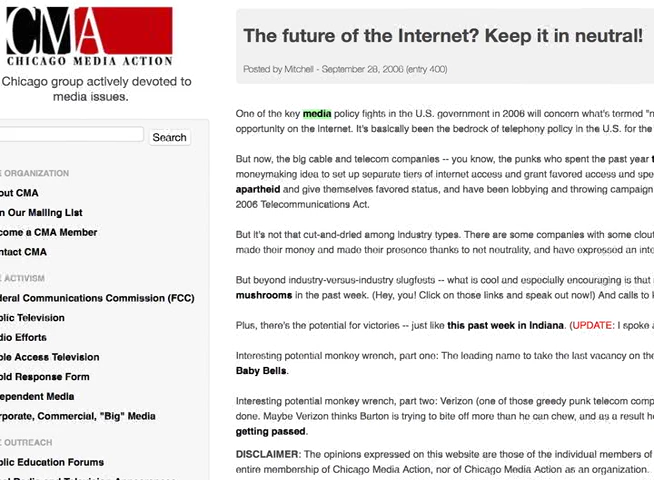 CMA
CHICAGO MEDIA ACTION
Chicago group actively devoted to
media issues.
Search
E ORGANIZATION
out CMA
n Our Mailing List
come a CMA Member
ntact CMA
E ACTIVISM
deral Communications Commission (FCC)
blic Television
dio Efforts
ble Access Television
old Response Form
ependent Media
rporate, Commercial, "Big" Media
E OUTREACH
blic Education Forums
The future of the Internet? Keep it in neutral!
Posted by Mitchell - September 28, 2006 (entry 400)
One of the key media policy fights in the U.S. government in 2006 will concern what's termed "n
opportunity on the internet. It's basically been the bedrock of telephony policy in the U.S. for the
But now, the big cable and telecom companies -- you know, the punks who spent the past year t
moneymaking idea to set up separate tiers of internet access and grant favored access and spe
apartheid and give themselves favored status, and have been lobbying and throwing campaign
2006 Telecommunications Act.
But it's not that cut-and-dried among industry types. There are some companies with some clout
made their money and made their presence thanks to net neutrality, and have expressed an inte
But beyond industry-versus-industry slugfests -- what is cool and especially encouraging is that
mushrooms in the past week. (Hey, you! Click on those links and speak out now!) And calls to k
Plus, there's the potential for victories -- just like this past week in Indiana. (UPDATE: I spoke a
Interesting potential monkey wrench, part one: The leading name to take the last vacancy on the
Baby Bells.
Interesting potential monkey wrench, part two: Verizon (one of those greedy punk telecom comp
done. Maybe Verizon thinks Barton is trying to bite off more than he can chew, and as a result he
getting passed.
DISCLAIMER: The opinions expressed on this website are those of the individual members of
entire membership of Chicago Media Action, nor of Chicago Media Action as an organization.